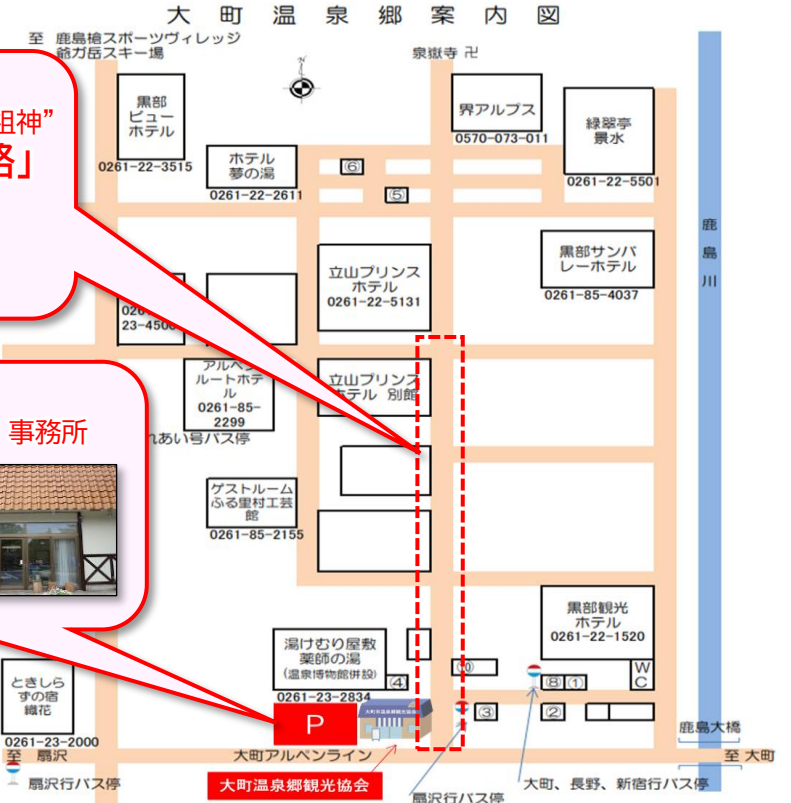 大町温泉郷案内図
至 鹿島槍スポーツヴィレッジ
爺ガ岳スキー場
泉嶽寺 卍
N
黒部
ビュー
ホテル
0261-22-3515
ホテル
夢の湯
0261-22-2611
⑥
⑤
界アルプス
0570-073-011
緑翠亭
景水
0261-22-5501
祖神”
」
鹿島川
立山プリンス
ホテル
0261-22-5131
黒部サンバ
レーホテル
0261-85-4037
23-4500
アルペン
ルートホテ
ル
0261-85-
2299
立山プリンス
ホテル 別館
事務所
れあい号バス停
ゲストルーム
ふる里村工芸
館
0261-85-2155
黒部観光
ホテル
0261-22-1520
湯けむり屋敷
薬師の湯
(温泉博物館併設)
④
0261-23-2834
⑩
⑧ ①
WC
ときしら
ずの宿
織花
0261-23-2000
P
大町温泉郷観光協会
③
②
鹿島大橋
至 扇沢
大町アルペンライン
至 大町
扇沢行バス停
大町温泉郷観光協会
扇沢行バス停
大町、長野、新宿行バス停